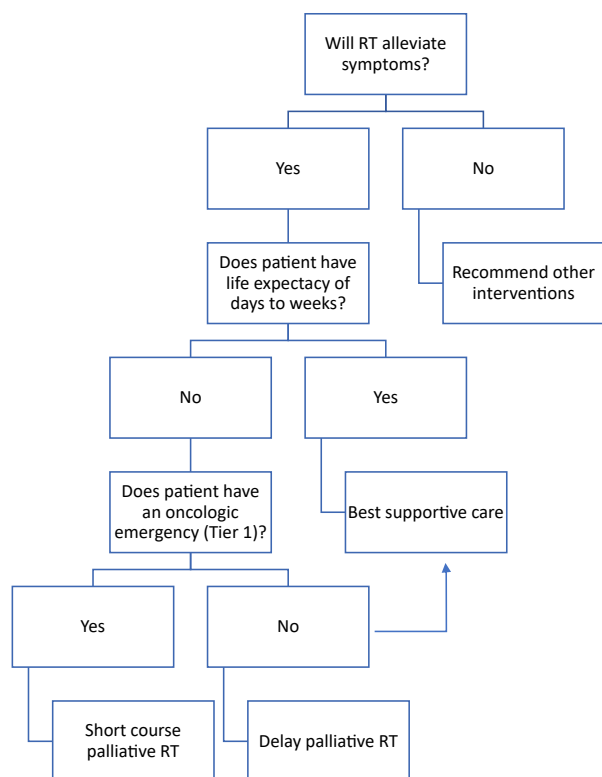 Will RT alleviate
symptoms?
Yes
No
Does patient have
life expectacy of
days to weeks?
Recommend other
interventions
No
Yes
Does patient have
an oncologic
emergency (Tier 1)?
Best supportive care
Yes
No
Short course
palliative RT
Delay palliative RT